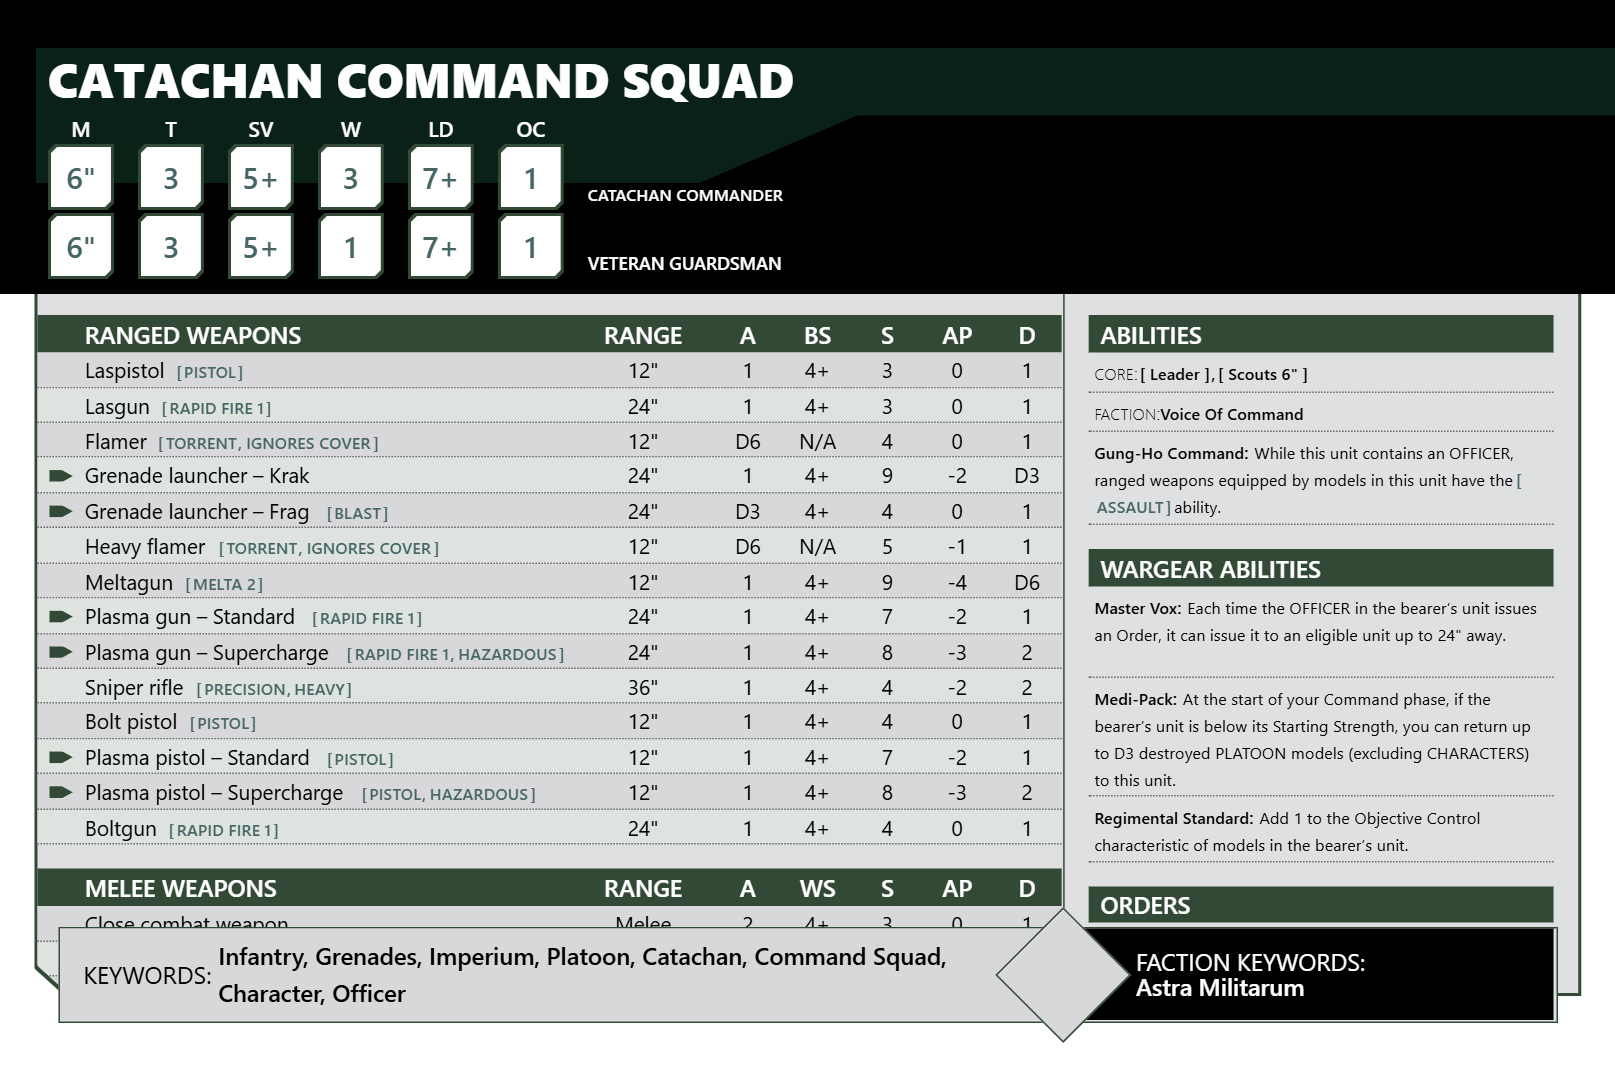 CATACHAN COMMAND SQUAD
M T SV W LD OC
6" 3 5+ 3 7+ 1 CATACHAN COMMANDER
6" 3 5+ 1 7+ 1 VETERAN GUARDSMAN
RANGED WEAPONS RANGE A BS S AP D
Laspistol [PISTOL] 12" 1 4+ 3 0 1
Lasgun [RAPID FIRE 1] 24" 1 4+ 3 0 1
Flamer [TORRENT, IGNORES COVER] 12" D6 N/A 4 0 1
Grenade launcher – Krak 24" 1 4+ 9 -2 D3
Grenade launcher – Frag [BLAST] 24" D3 4+ 4 0 1
Heavy flamer [TORRENT, IGNORES COVER] 12" D6 N/A 5 -1 1
Meltagun [MELTA 2] 12" 1 4+ 9 -4 D6
Plasma gun – Standard [RAPID FIRE 1] 24" 1 4+ 7 -2 1
Plasma gun – Supercharge [RAPID FIRE 1, HAZARDOUS] 24" 1 4+ 8 -3 2
Sniper rifle [PRECISION, HEAVY] 36" 1 4+ 4 -2 2
Bolt pistol [PISTOL] 12" 1 4+ 4 0 1
Plasma pistol – Standard [PISTOL] 12" 1 4+ 7 -2 1
Plasma pistol – Supercharge [PISTOL, HAZARDOUS] 12" 1 4+ 8 -3 2
Boltgun [RAPID FIRE 1] 24" 1 4+ 4 0 1
MELEE WEAPONS RANGE A WS S AP D
Close combat weapon Melee 2 4+ 3 0 1
ABILITIES
CORE: [ Leader ], [ Scouts 6" ]
FACTION: Voice Of Command
Gung-Ho Command: While this unit contains an OFFICER,
ranged weapons equipped by models in this unit have the [
ASSAULT] ability.
WARGEAR ABILITIES
Master Vox: Each time the OFFICER in the bearer's unit issues
an Order, it can issue it to an eligible unit up to 24" away.
Medi-Pack: At the start of your Command phase, if the
bearer's unit is below its Starting Strength, you can return up
to D3 destroyed PLATOON models (excluding CHARACTERS)
to this unit.
Regimental Standard: Add 1 to the Objective Control
characteristic of models in the bearer's unit.
ORDERS
KEYWORDS: Infantry, Grenades, Imperium, Platoon, Catachan, Command Squad,
Character, Officer
FACTION KEYWORDS:
Astra Militarum